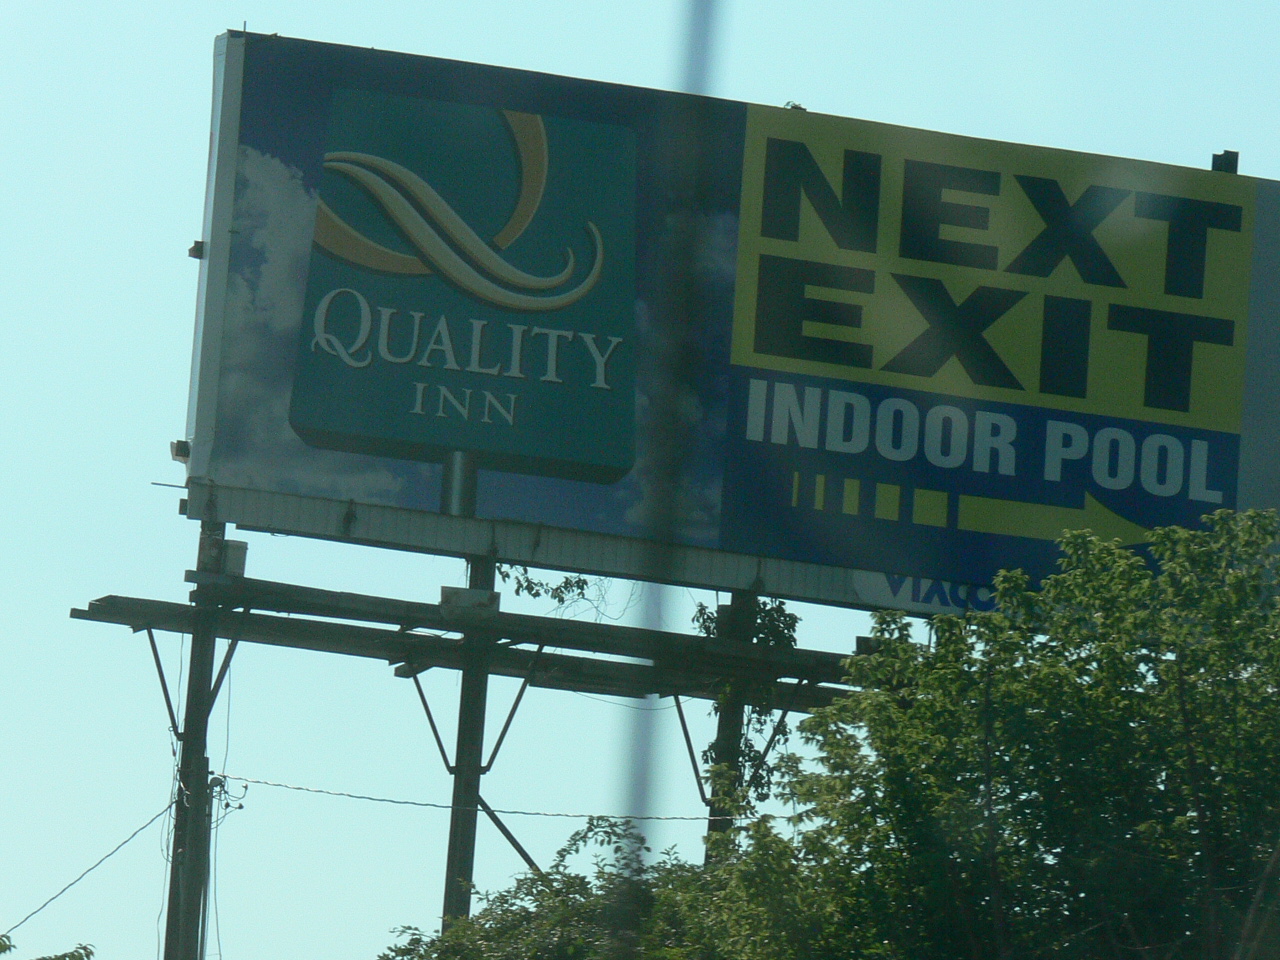 QUALITY
INN
NEXT
EXIT
INDOOR POOL